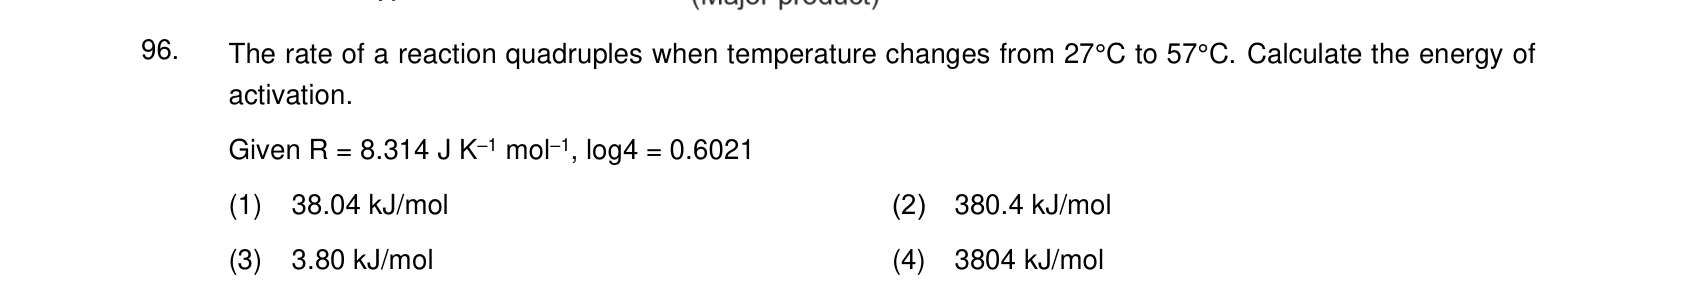 (Major product)
96. The rate of a reaction quadruples when temperature changes from 27°C to 57°C. Calculate the energy of
activation.
Given R = 8.314 J K⁻¹ mol⁻¹, log4 = 0.6021
(1) 38.04 kJ/mol (2) 380.4 kJ/mol
(3) 3.80 kJ/mol (4) 3804 kJ/mol